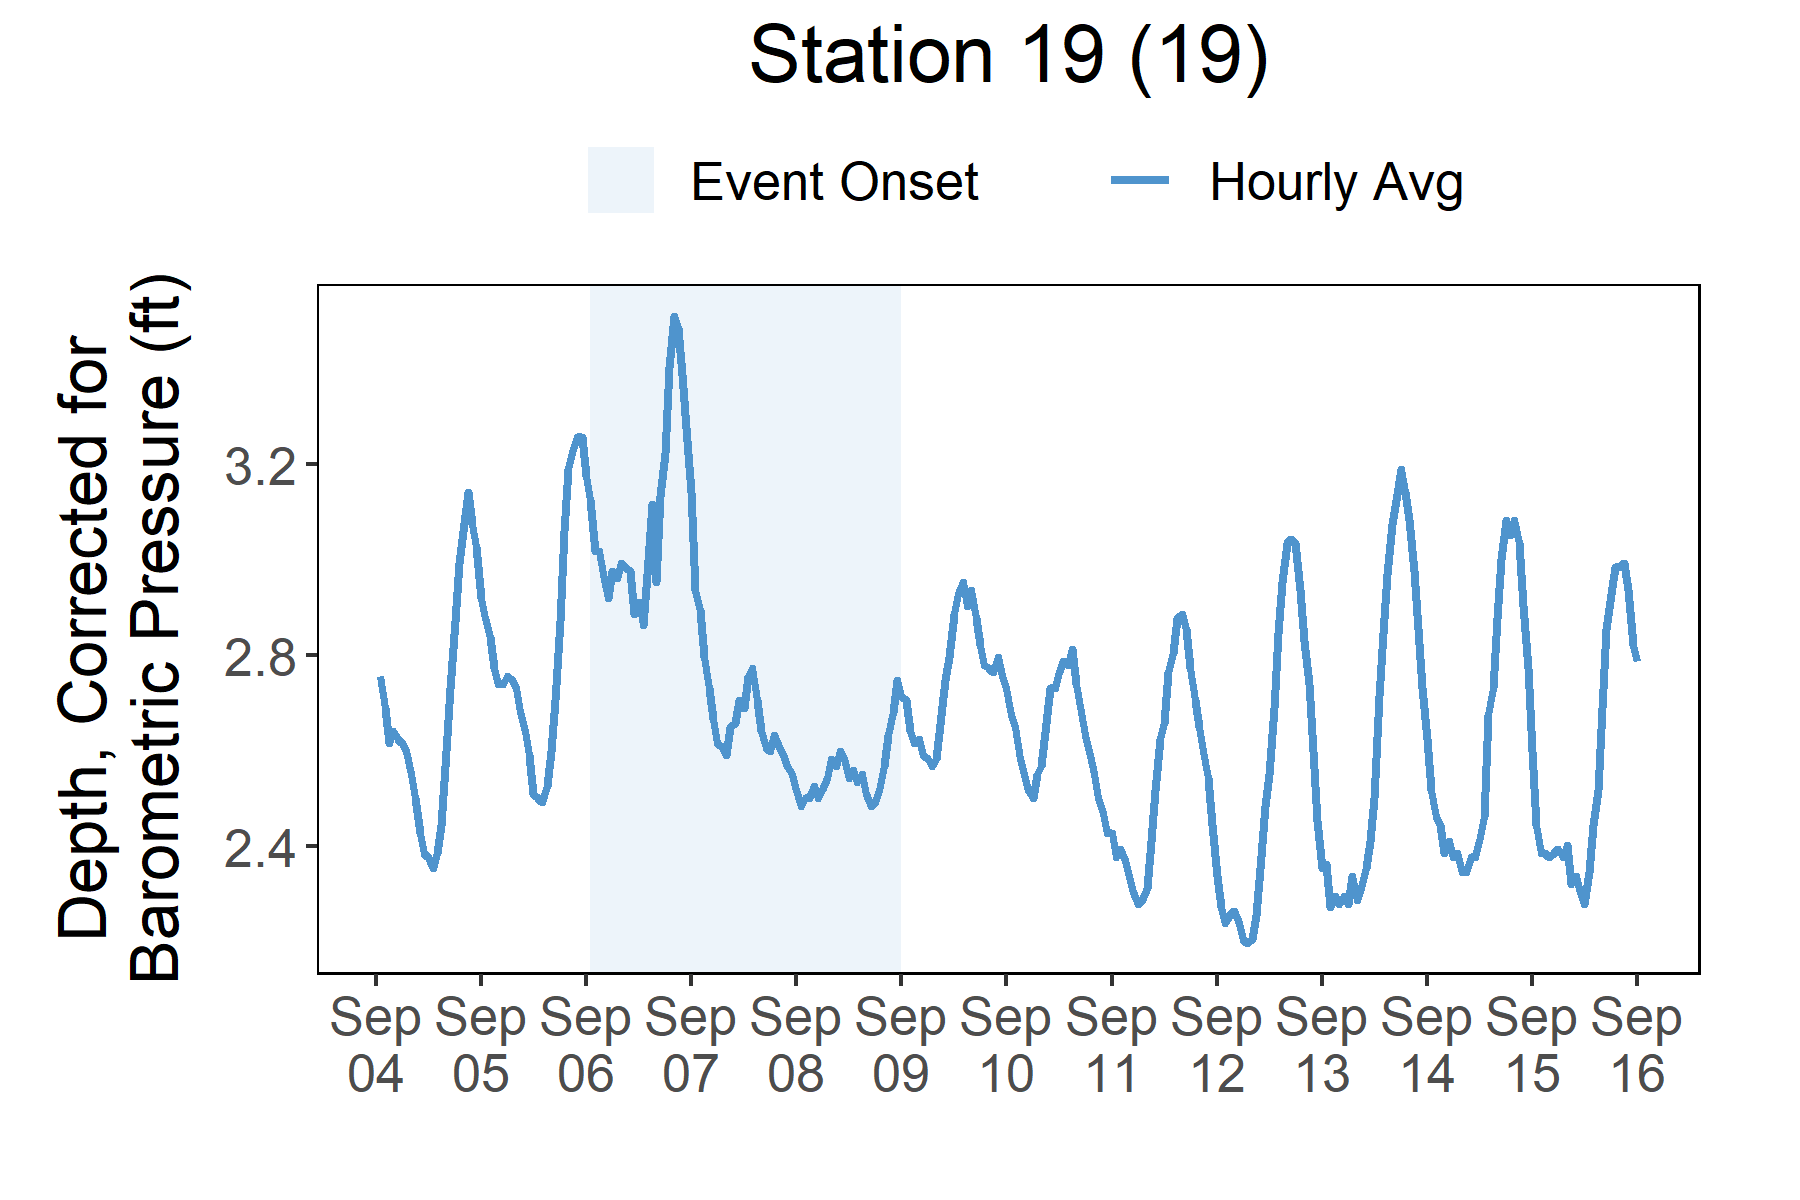 Station 19 (19)
Event Onset
Hourly Avg
Depth, Corrected for
Barometric Pressure (ft)
3.2
2.8
2.4
Sep Sep Sep Sep Sep Sep Sep Sep Sep Sep Sep Sep Sep
04 05 06 07 08 09 10 11 12 13 14 15 16